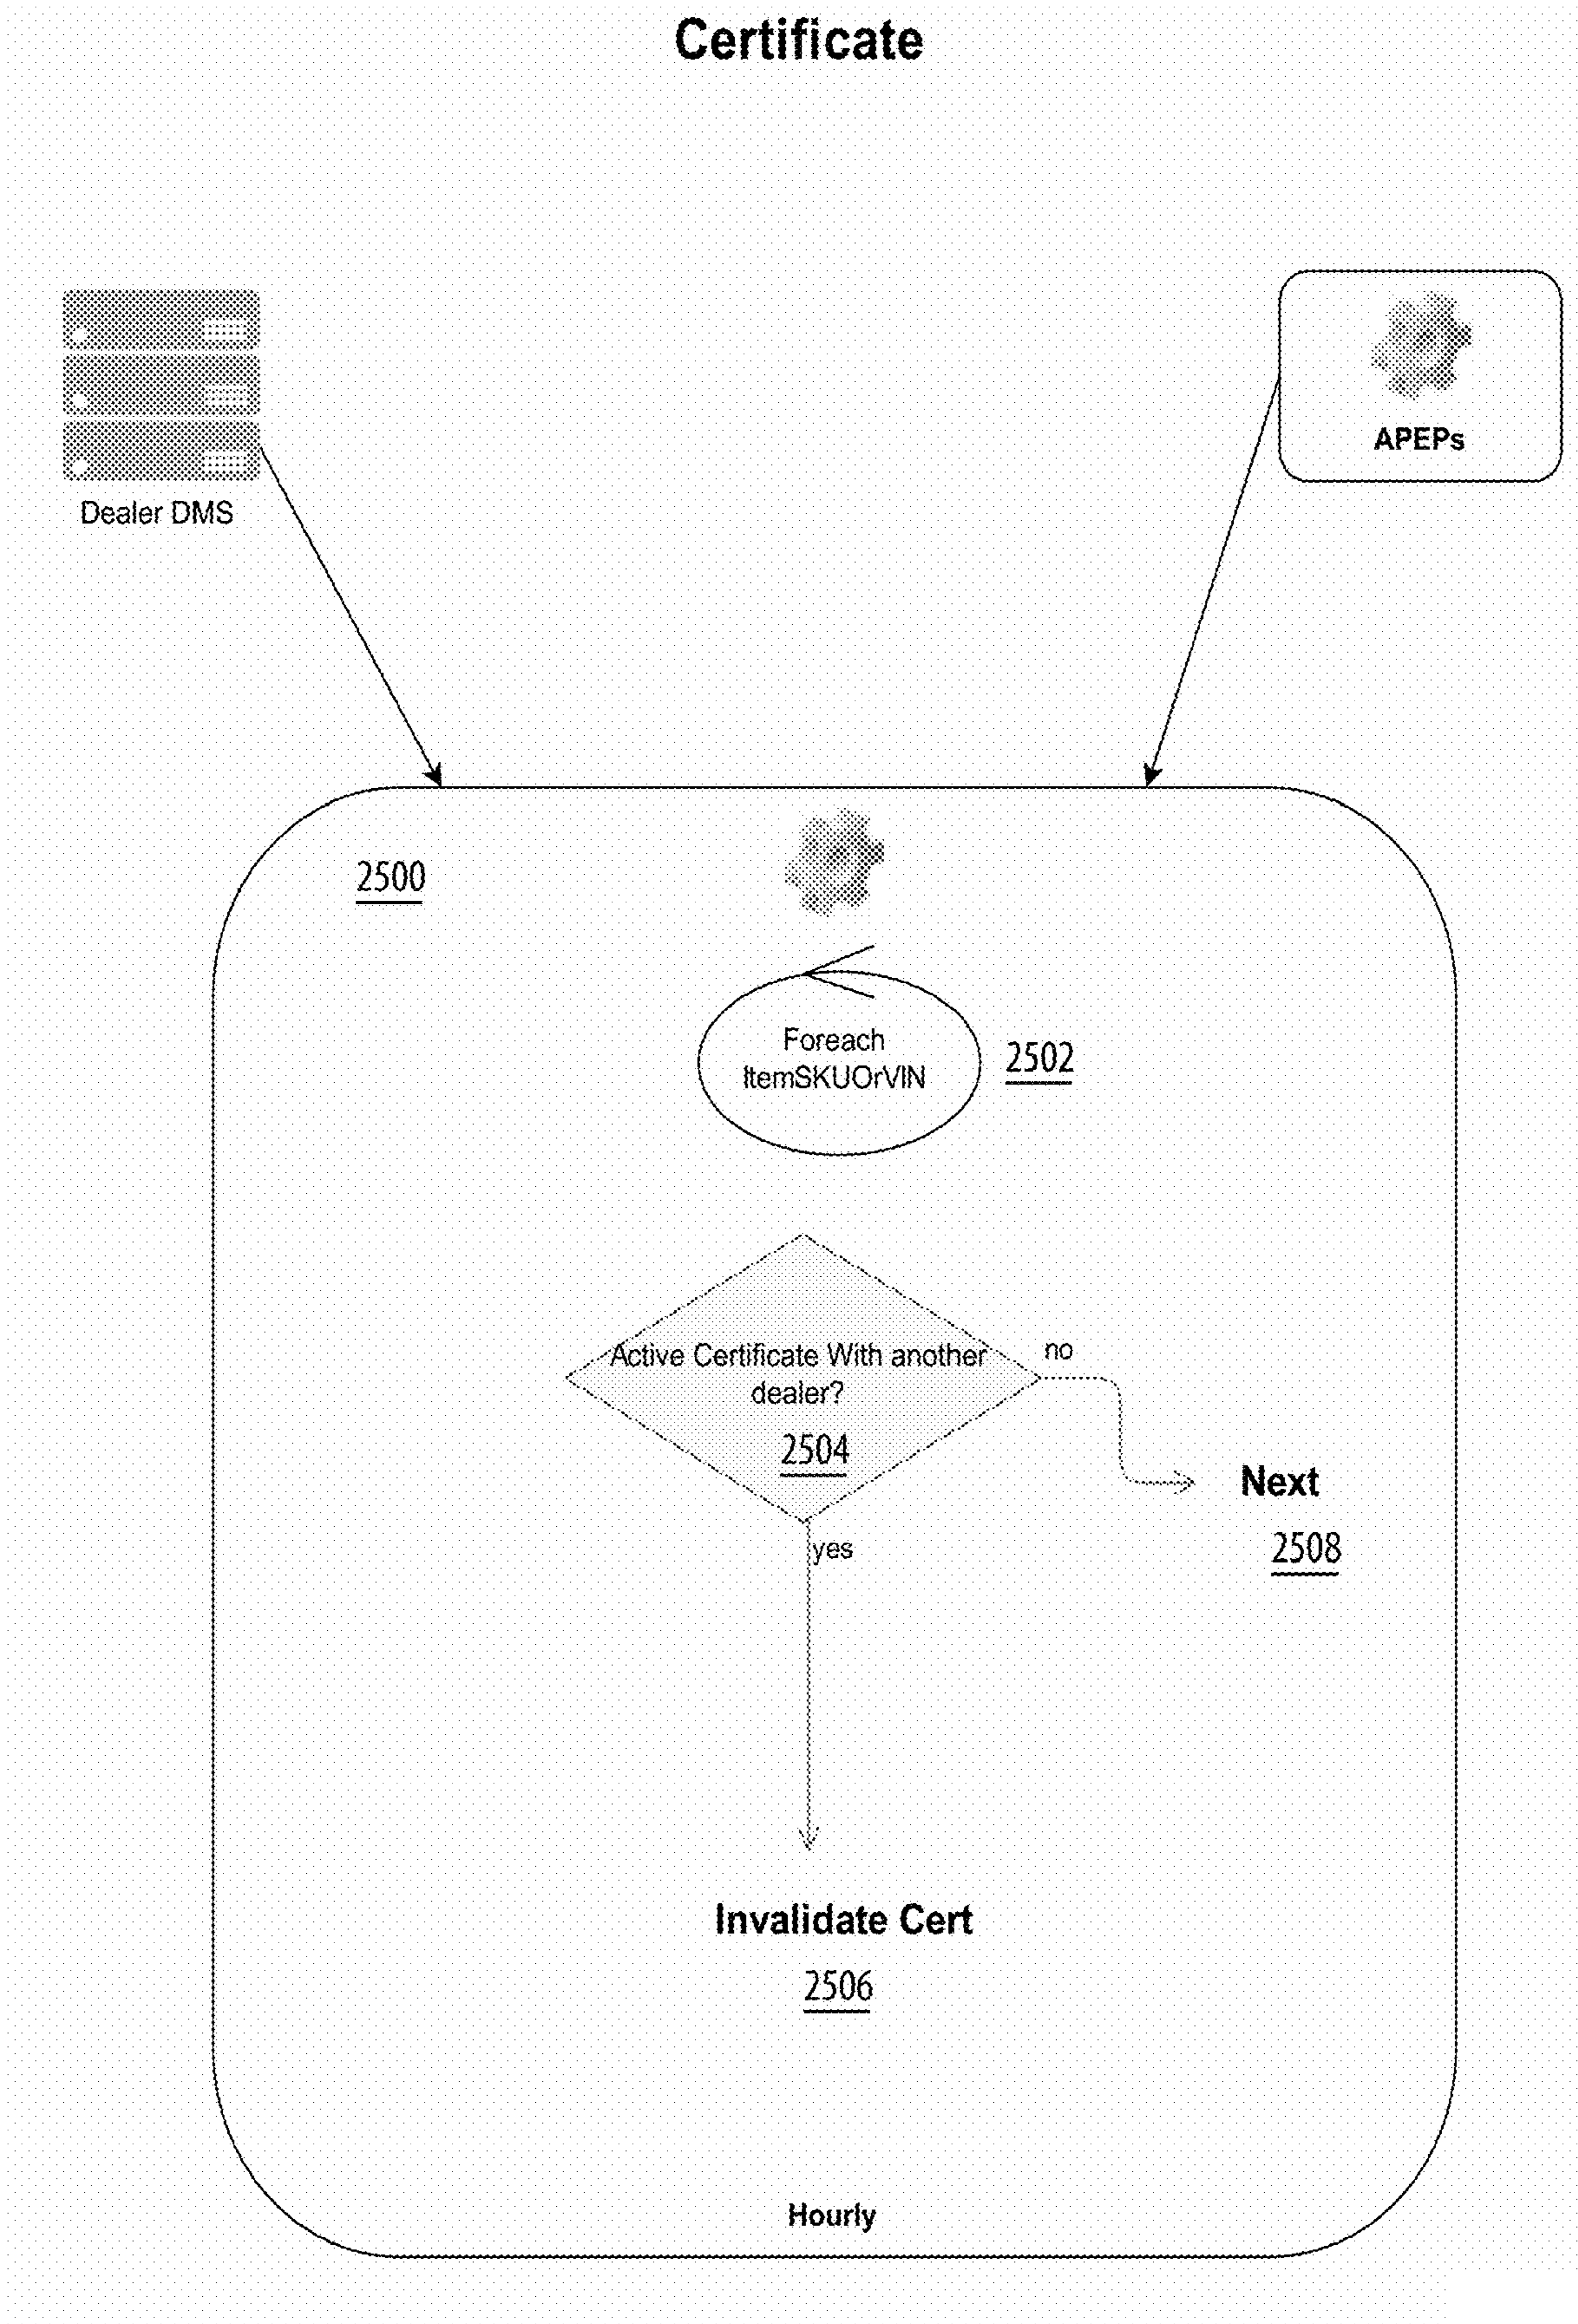 Certificate
Dealer DMS
APEPs
2500
Foreach
ItemSKUOrVIN
2502
Active Certificate With another
dealer?
2504
no
Next
2508
yes
Invalidate Cert
2506
Hourly